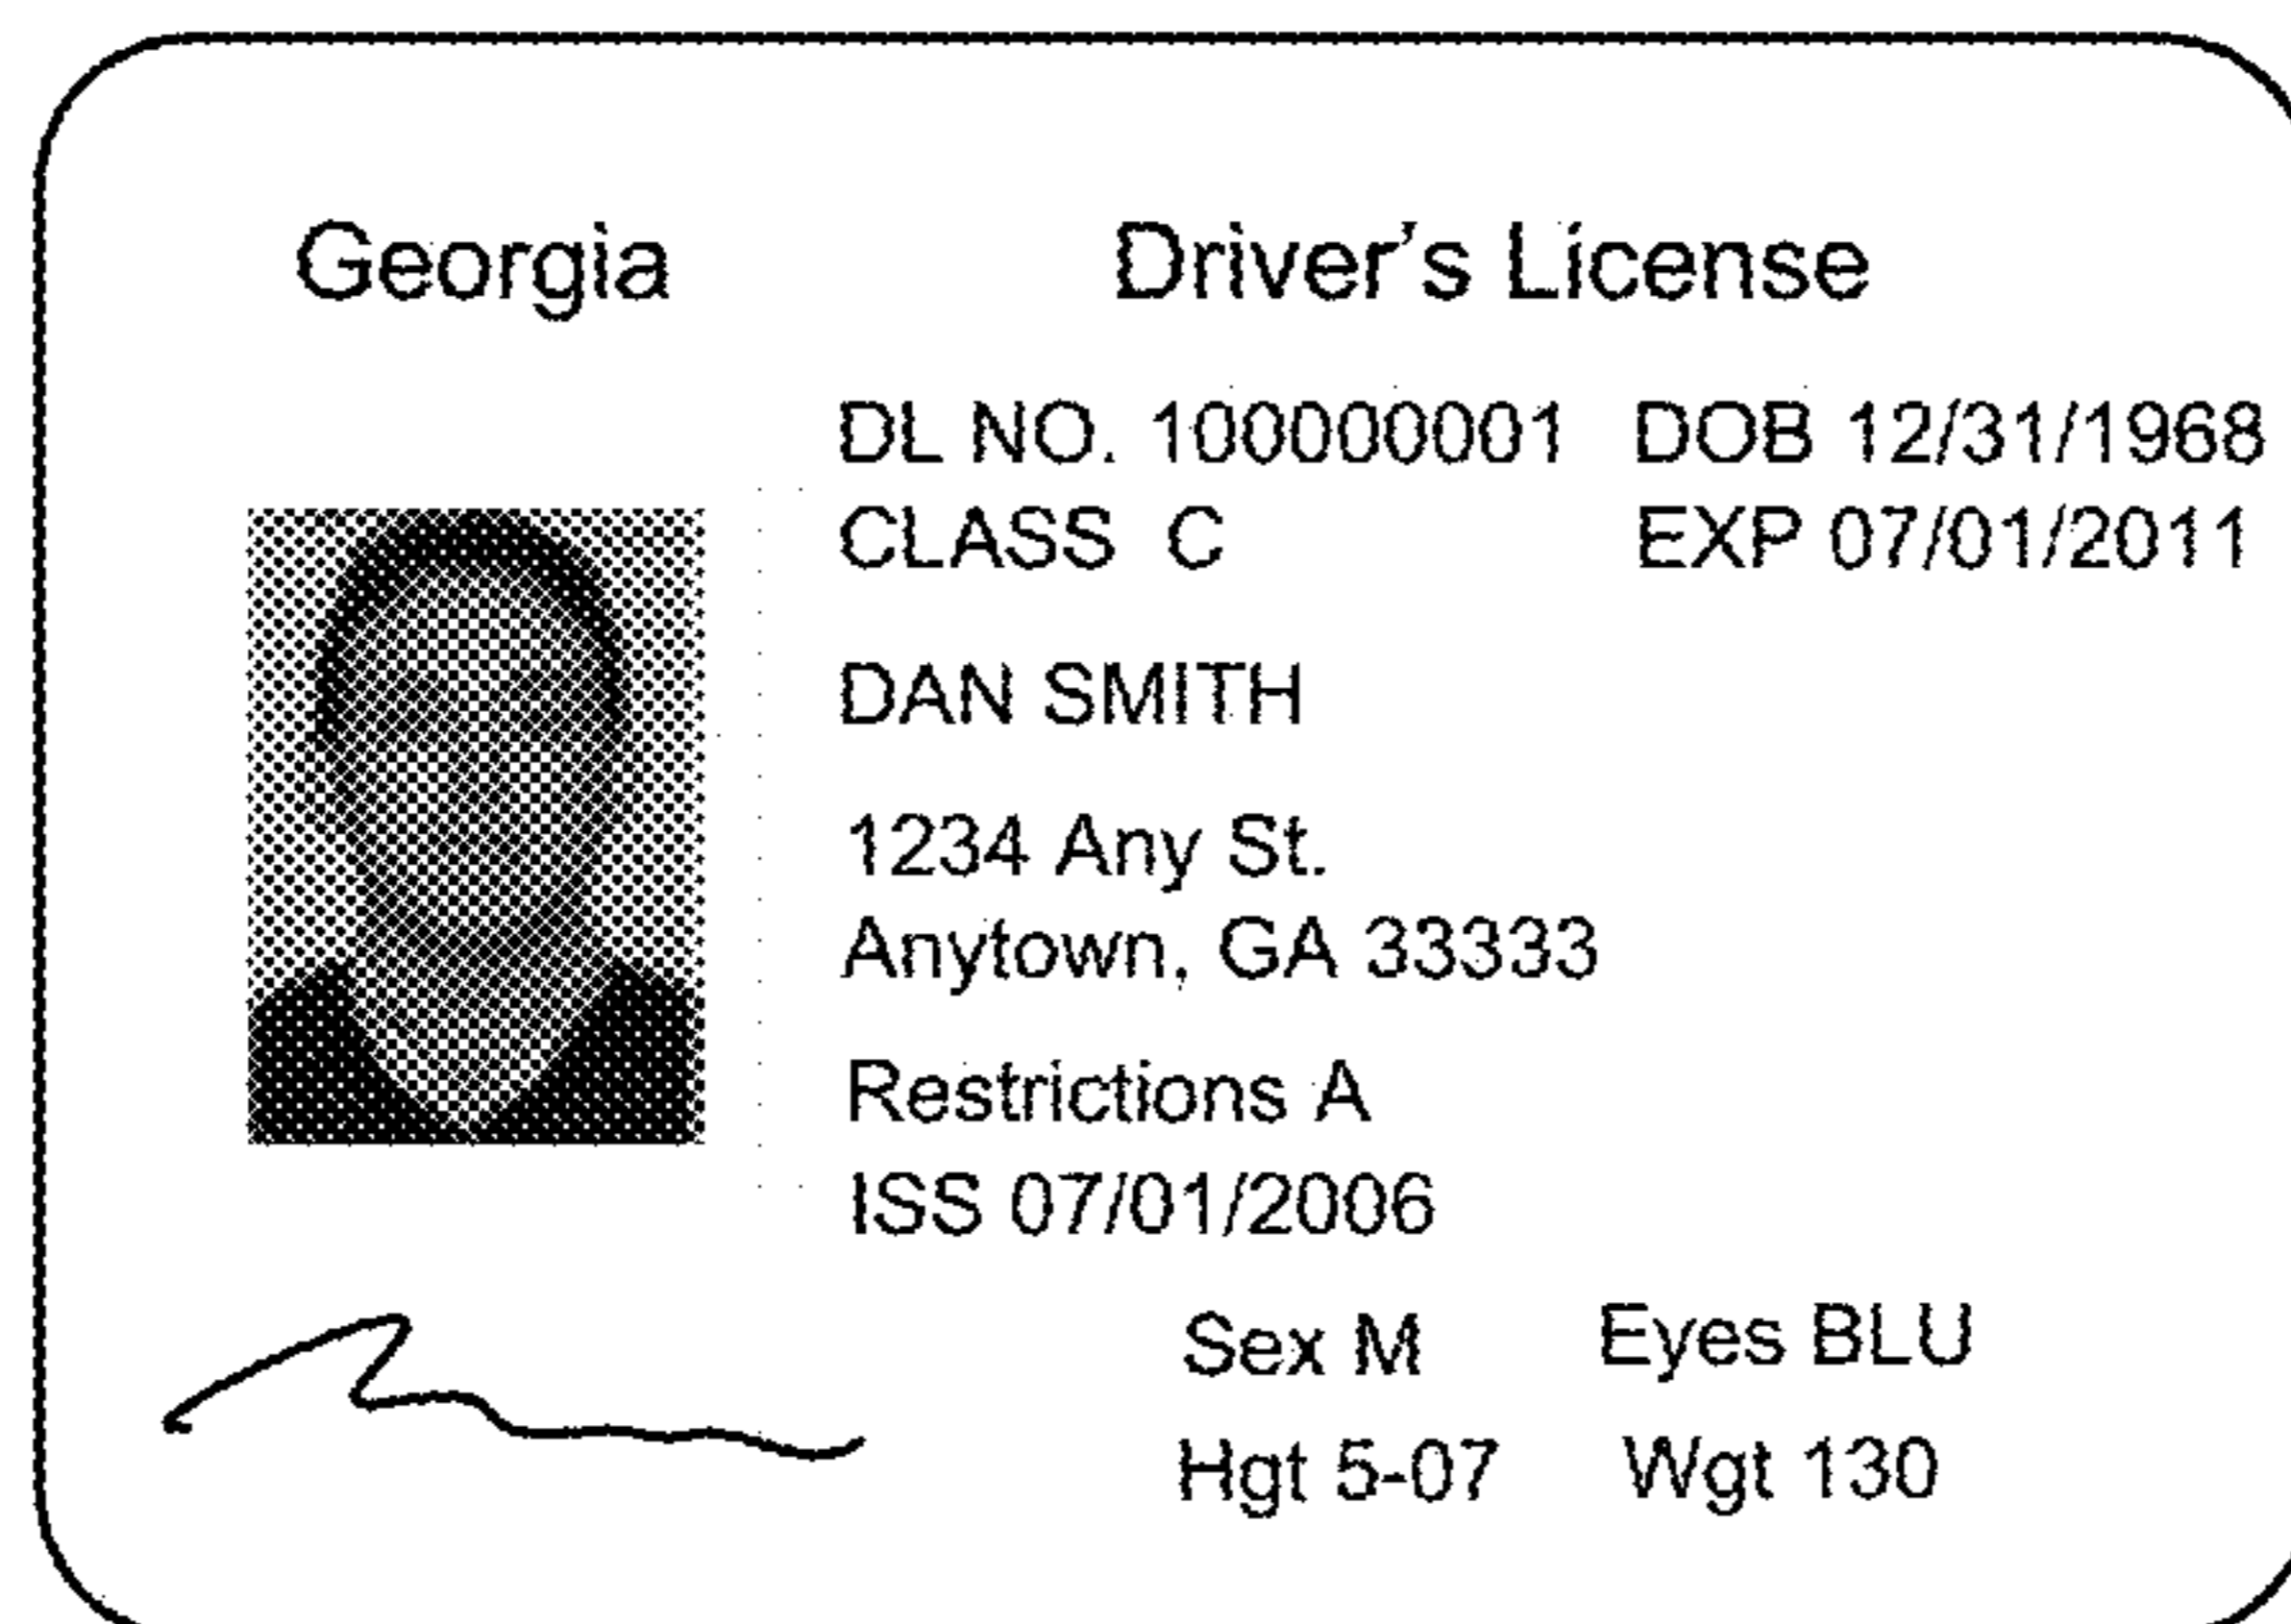 Georgia Driver's License
DL NO. 100000001 DOB 12/31/1968
CLASS C EXP 07/01/2011
DAN SMITH
1234 Any St.
Anytown, GA 33333
Restrictions A
ISS 07/01/2006
Sex M Eyes BLU
Hgt 5-07 Wgt 130